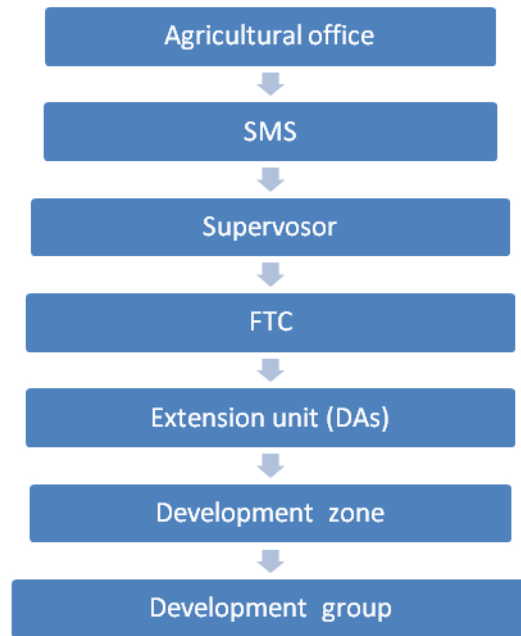 Agricultural office
SMS
Supervosor
FTC
Extension unit (DAs)
Development zone
Development group